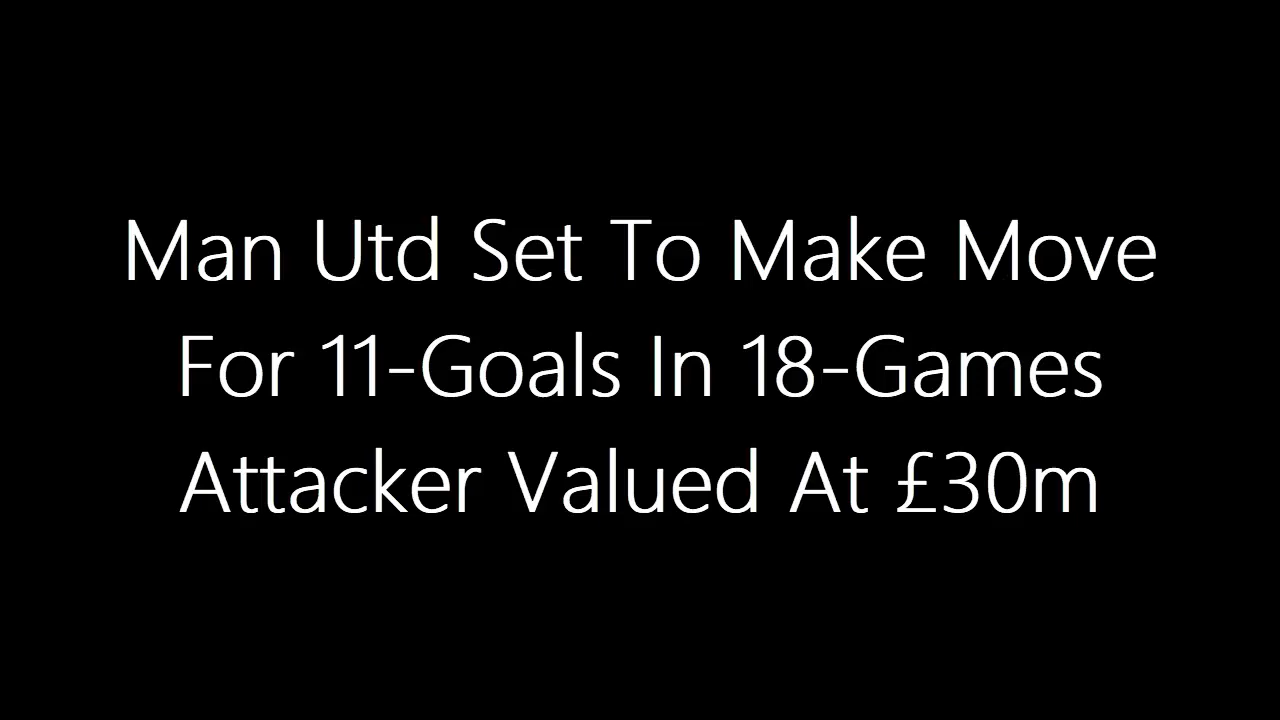 Man Utd Set To Make Move
For 11-Goals In 18-Games
Attacker Valued At £30m